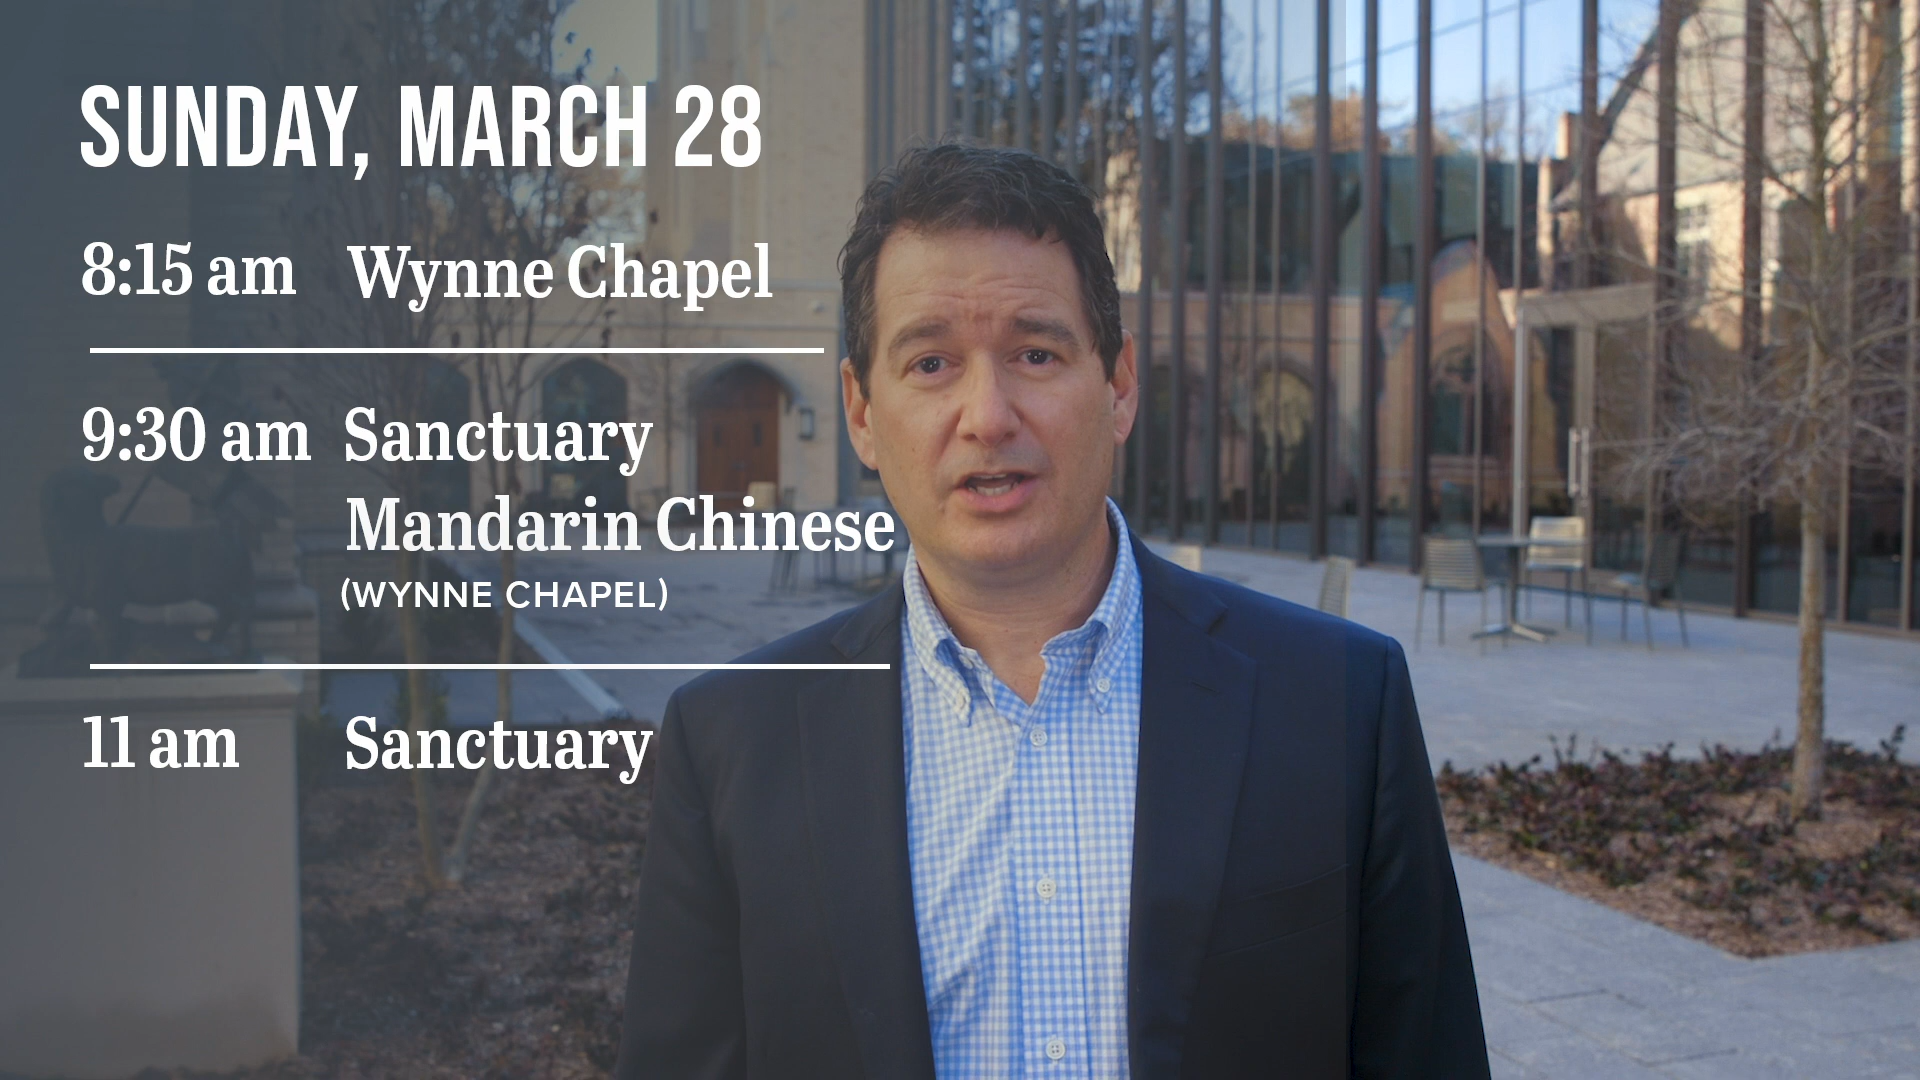 SUNDAY, MARCH 28
8:15 am Wynne Chapel
9:30 am Sanctuary
Mandarin Chinese
(WYNNE CHAPEL)
11 am Sanctuary